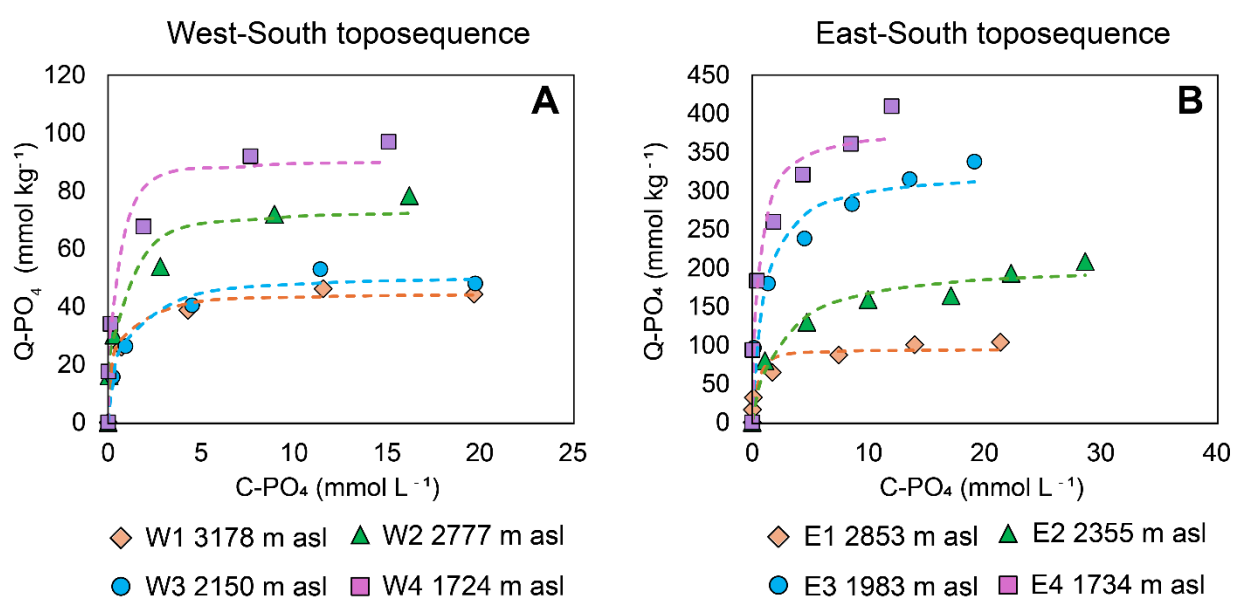 West-South toposequence
A
Q-PO₄ (mmol kg⁻¹)
120
100
80
60
40
20
0
0 5 10 15 20 25
C-PO₄ (mmol L⁻¹)
W1 3178 m asl W2 2777 m asl
W3 2150 m asl W4 1724 m asl
East-South toposequence
B
Q-PO₄ (mmol kg⁻¹)
450
400
350
300
250
200
150
100
50
0
0 10 20 30 40
C-PO₄ (mmol L⁻¹)
E1 2853 m asl E2 2355 m asl
E3 1983 m asl E4 1734 m asl